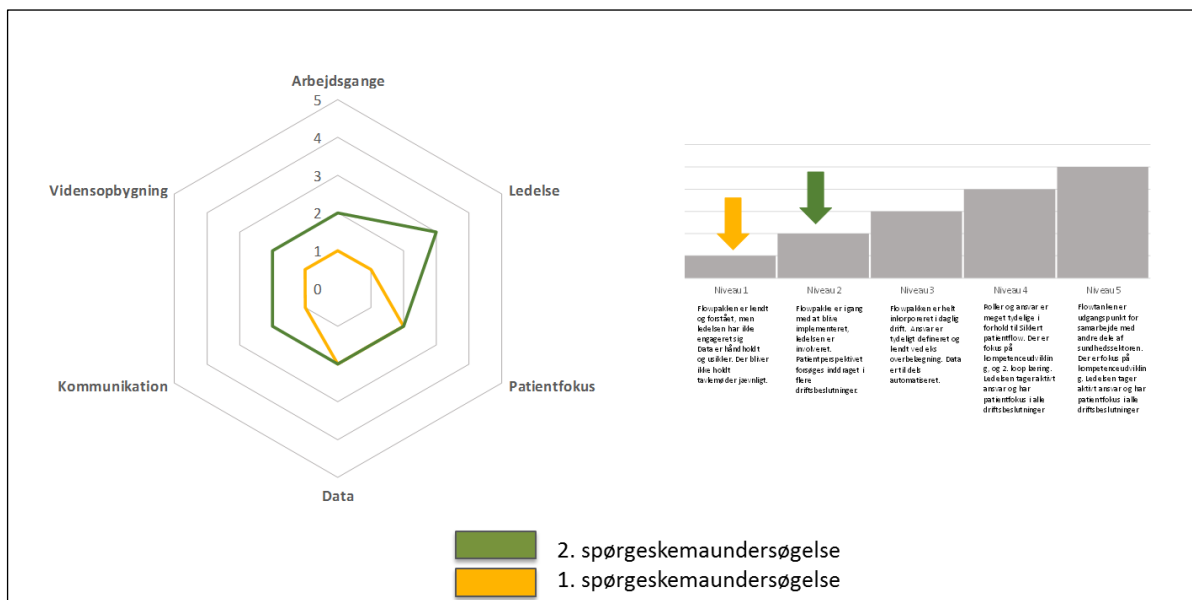 Arbejdsgange
5
4
3
2
1
0
Vidensopbygning
Ledelse
Kommunikation
Patientfokus
Data
Niveau 1
Flowpakken er lendt
og forstået, men
ledelsen har ikke
engageret sig
Data er håndholdt
og usikker. Der bliver
ikke holdt
tavlemøder jævnligt.
Niveau 2
Flowpakke er igang
med at blive
implementeret,
ledelsen er
involveret.
Patientperspektivet
forsøges inddraget i
flere
driftsbeslutninger.
Niveau 3
Flowpakken er helt
inkorporeret i daglig
drift. Ansvar er
tydeligt defineret og
lendt ved eks
overbelægning. Data
er til dels
automatiseret.
Niveau 4
Roller og ansvar er
meget tydelige i
forhold til Sikkert
patientflow. Der er
fokus på
kompetenceudviklin
g, og 2. loop læring.
Ledelsen tager aktivt
ansvar og har
patientfokus i alle
driftsbeslutninger
Niveau 5
Flowtanken er
udgangspunkt for
samarbejde med
andre dele af
sundhedssektoren.
Der er fokus på
kompetenceudviklin
g. Ledelsen tager
aktivt ansvar og har
patientfokus i alle
driftsbeslutninger
2. spørgeskemaundersøgelse
1. spørgeskemaundersøgelse